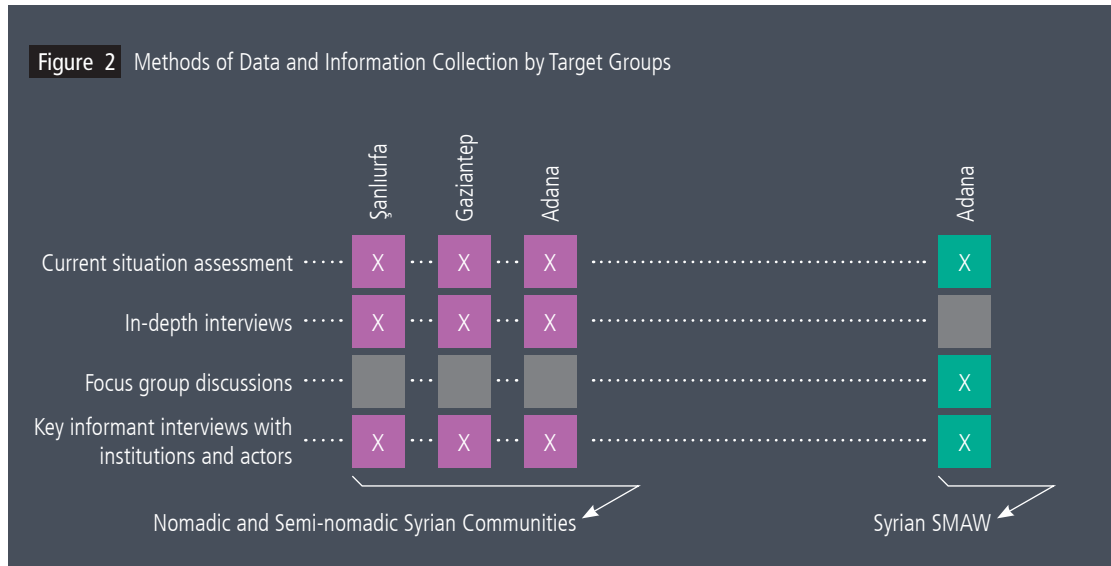 Figure 2 Methods of Data and Information Collection by Target Groups
Şanlıurfa
Gaziantep
Adana
Adana
Current situation assessment X X X X
In-depth interviews X X X
Focus group discussions X
Key informant interviews with
institutions and actors X X X X
Nomadic and Semi-nomadic Syrian Communities
Syrian SMAW